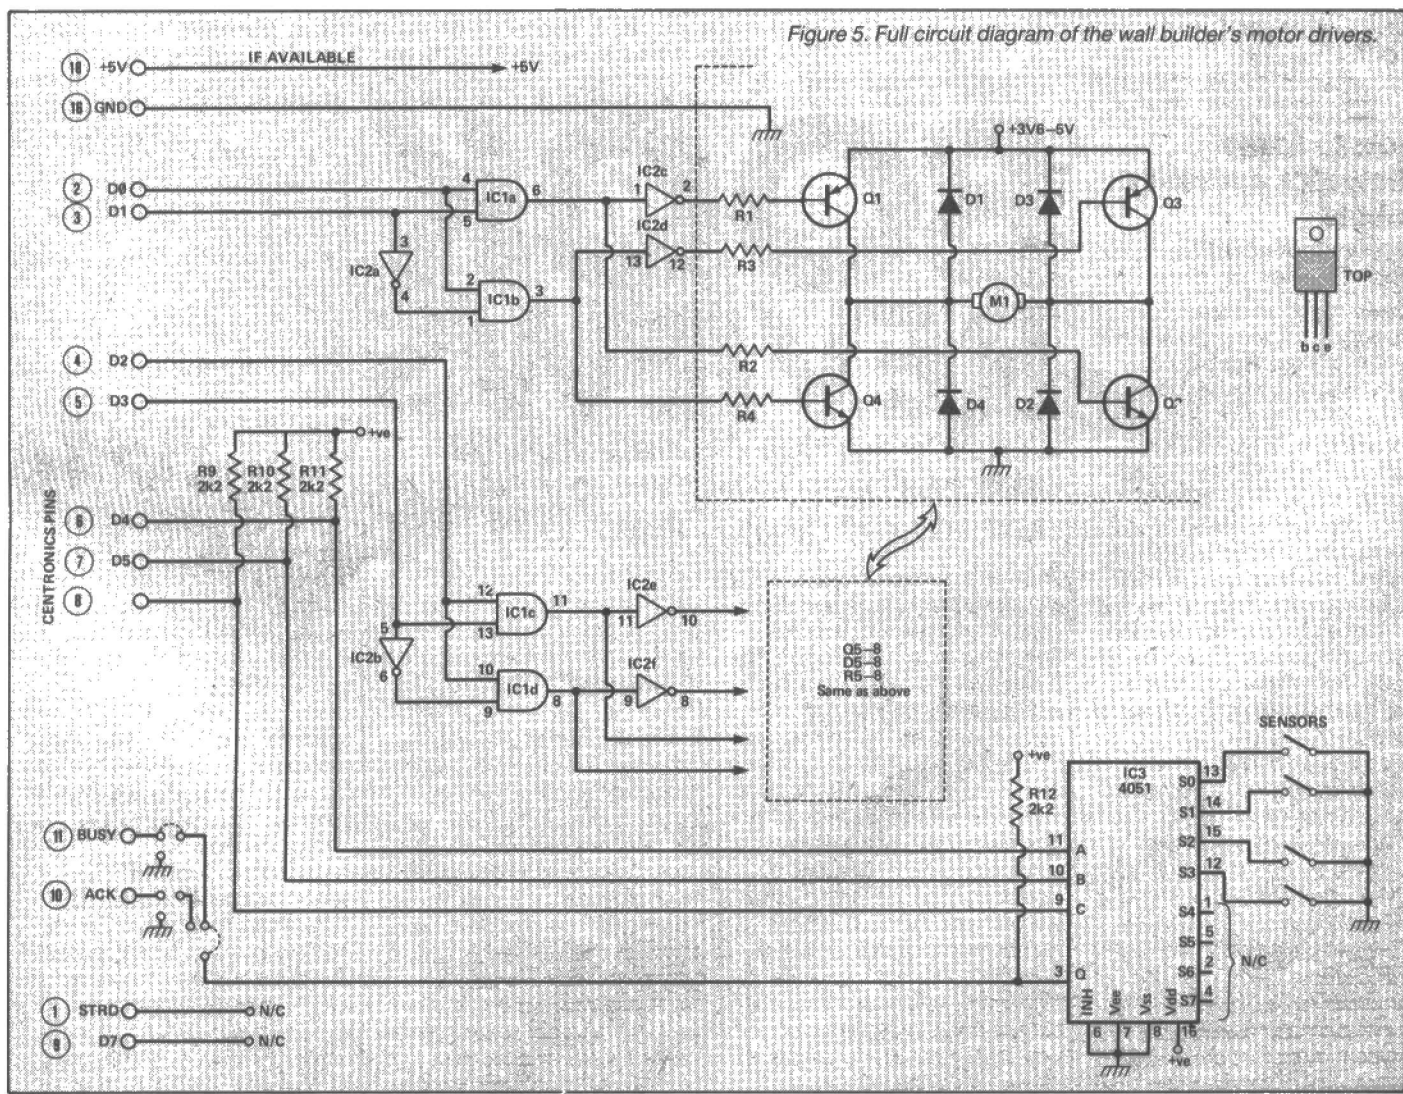 Figure 5. Full circuit diagram of the wall builder's motor drivers.
18 +5V IF AVAILABLE +5V
16 GND
+3V6–5V
2 D0
3 D1
4 5 IC1a 6
IC2c 1 2
R1
Q1
D1
D3
Q3
3 IC2a 4
IC2d 13 12
R3
2 1 IC1b 3
M1
TOP
b c e
4 D2
R2
5 D3
R4
Q4
D4
D2
+ve
R9 2k2
R10 2k2
R11 2k2
CENTRONICS PINS
6 D4
7 D5
8
12 13 IC1c 11
IC2e 11 10
5 IC2b 6
10 9 IC1d 8
IC2f 9 8
Q5–8
D5–8
R5–8
Same as above
SENSORS
+ve
R12 2k2
IC3
4051
S0 13
S1 14
S2 15
S3 12
S4 1
S5 5
S6 2
S7 4
N/C
11 A
10 B
9 C
3 Q
INH Vee Vss Vdd
6 7 8 16
+ve
11 BUSY
10 ACK
1 STRD N/C
9 D7 N/C